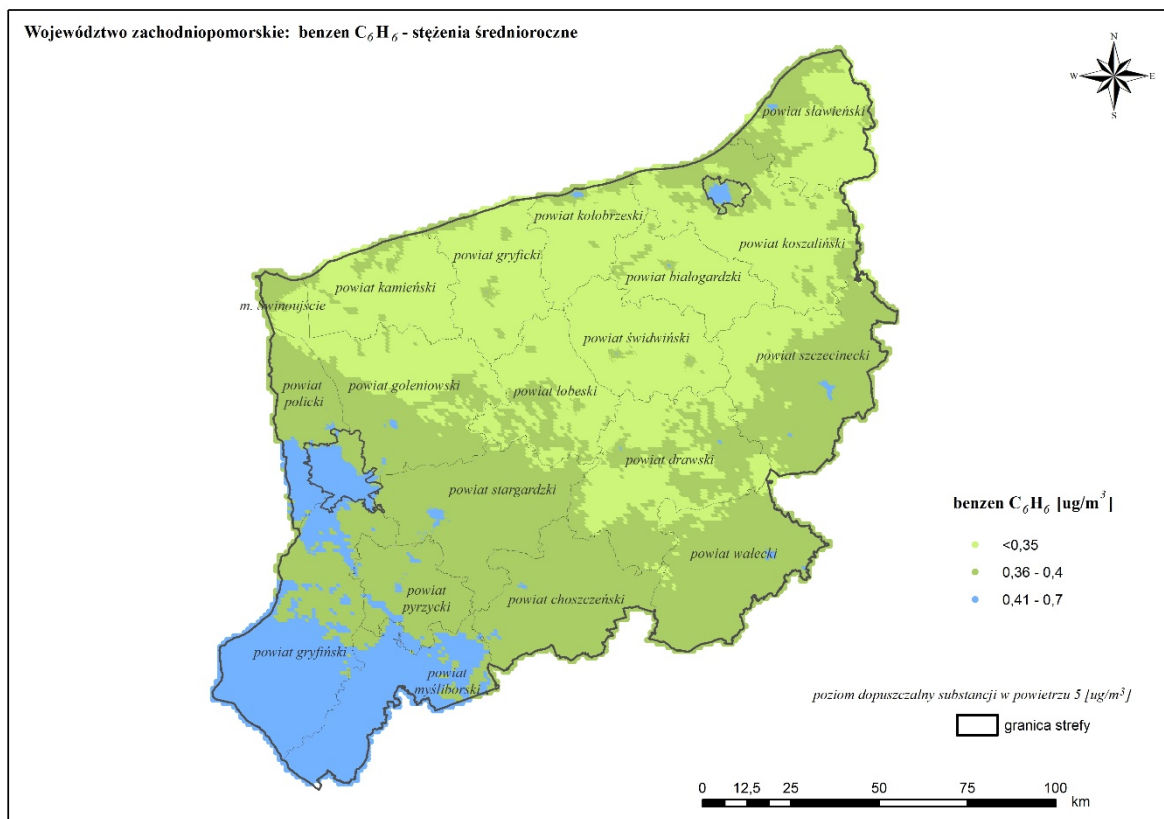 Województwo zachodniopomorskie: benzen C₆H₆ - stężenia średnioroczne
N
W
E
S
powiat sławieński
powiat kołobrzeski
powiat koszaliński
powiat gryficki
powiat białogardzki
powiat kamieński
m. Świnoujście
powiat świdwiński
powiat szczecinecki
powiat
policki
powiat goleniowski
powiat łobeski
powiat drawski
powiat stargardzki
powiat wałecki
powiat
pyrzycki
powiat choszczeński
powiat gryfiński
powiat
myśliborski
benzen C₆H₆ [ug/m³]
<0,35
0,36 - 0,4
0,41 - 0,7
poziom dopuszczalny substancji w powietrzu 5 [ug/m³]
granica strefy
0 12,5 25 50 75 100
km